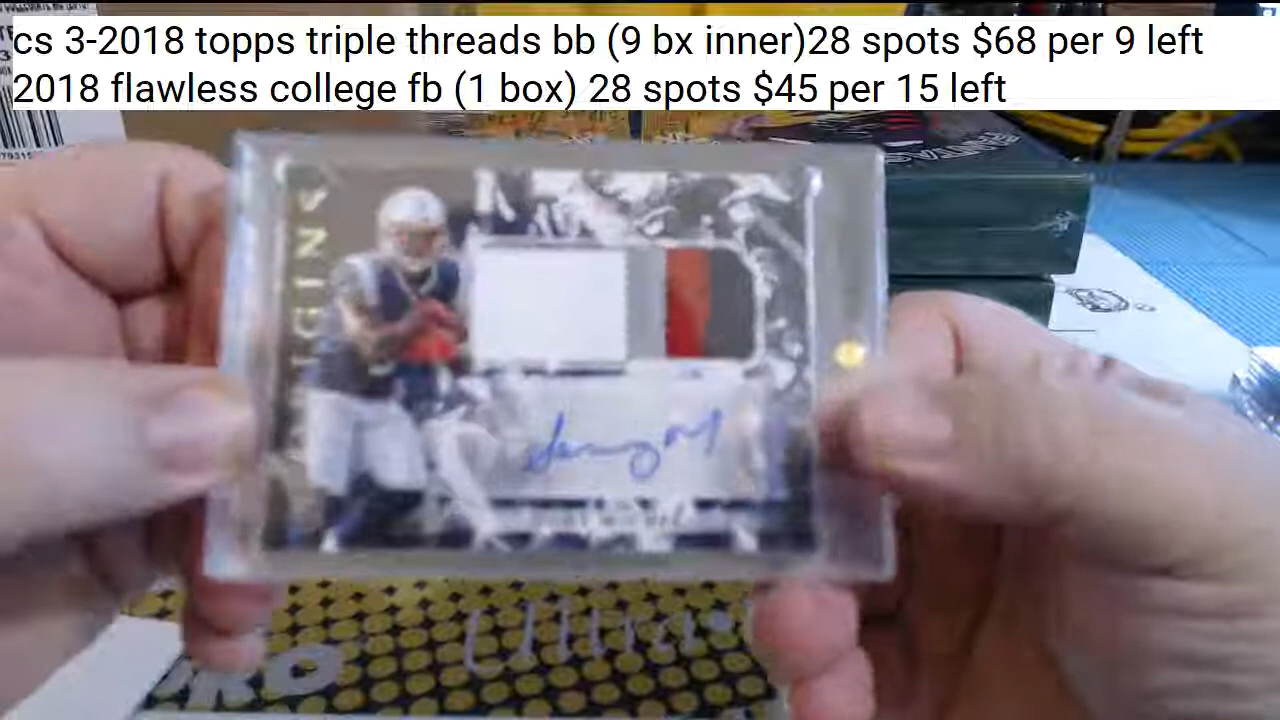 cs 3-2018 topps triple threads bb (9 bx inner)28 spots $68 per 9 left
2018 flawless college fb (1 box) 28 spots $45 per 15 left